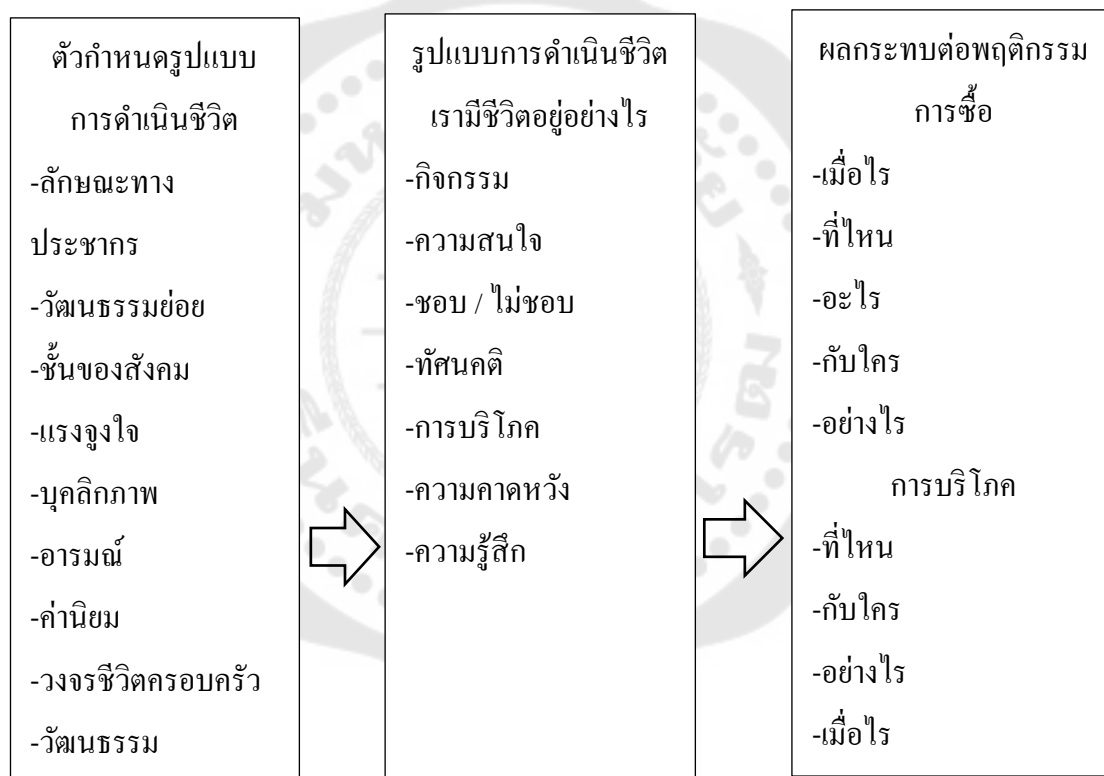 ตัวกำหนดรูปแบบ
การดำเนินชีวิต
-ลักษณะทาง
ประชากร
-วัฒนธรรมย่อย
-ชั้นของสังคม
-แรงจูงใจ
-บุคลิกภาพ
-อารมณ์
-ค่านิยม
-วงจรชีวิตครอบครัว
-วัฒนธรรม
รูปแบบการดำเนินชีวิต
เรามีชีวิตอยู่อย่างไร
-กิจกรรม
-ความสนใจ
-ชอบ / ไม่ชอบ
-ทัศนคติ
-การบริโภค
-ความคาดหวัง
-ความรู้สึก
ผลกระทบต่อพฤติกรรม
การซื้อ
-เมื่อไร
-ที่ไหน
-อะไร
-กับใคร
-อย่างไร
การบริโภค
-ที่ไหน
-กับใคร
-อย่างไร
-เมื่อไร